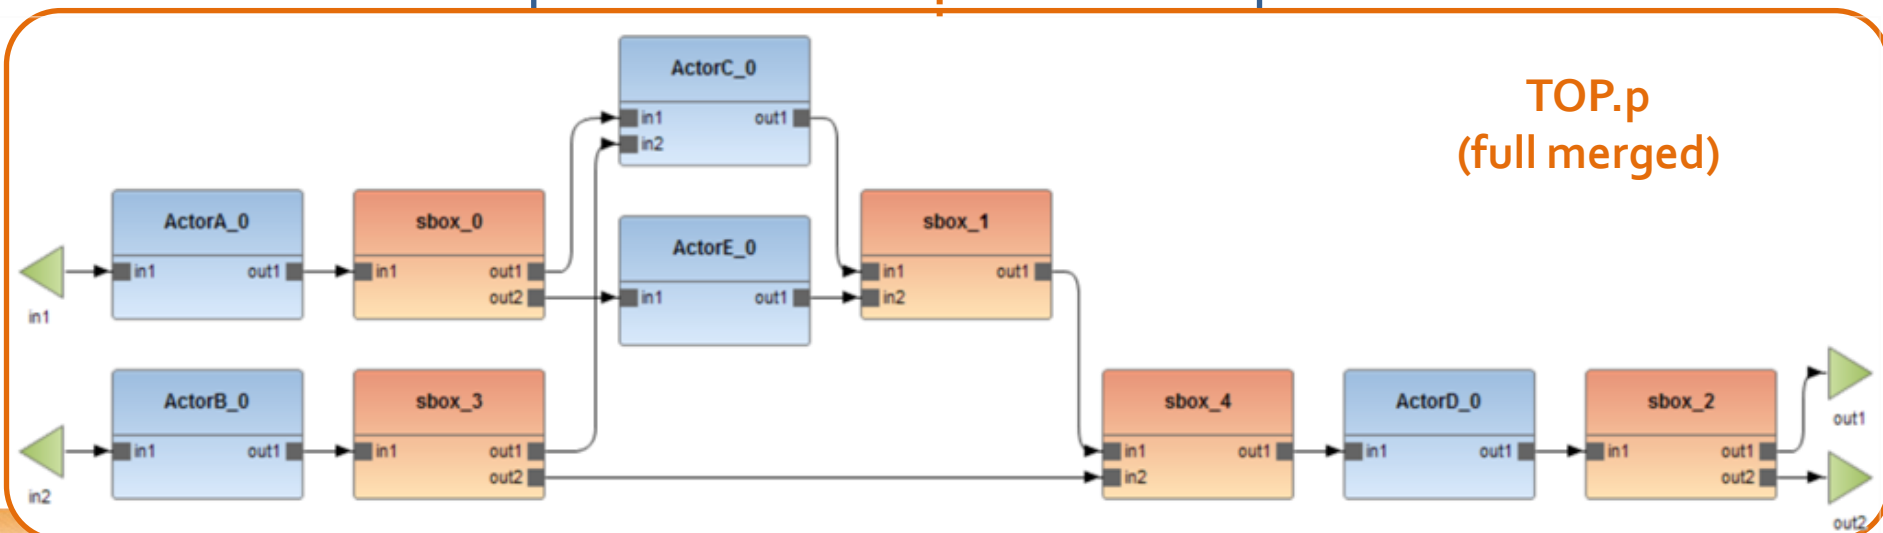 TOP.p
(full merged)
ActorC_0
in1 out1
in2
ActorA_0
in1 out1
sbox_0
in1 out1
out2
ActorE_0
in1 out1
sbox_1
in1 out1
in2
in1
ActorB_0
in1 out1
sbox_3
in1 out1
out2
sbox_4
in1 out1
in2
ActorD_0
in1 out1
sbox_2
in1 out1
out2
out1
in2
out2